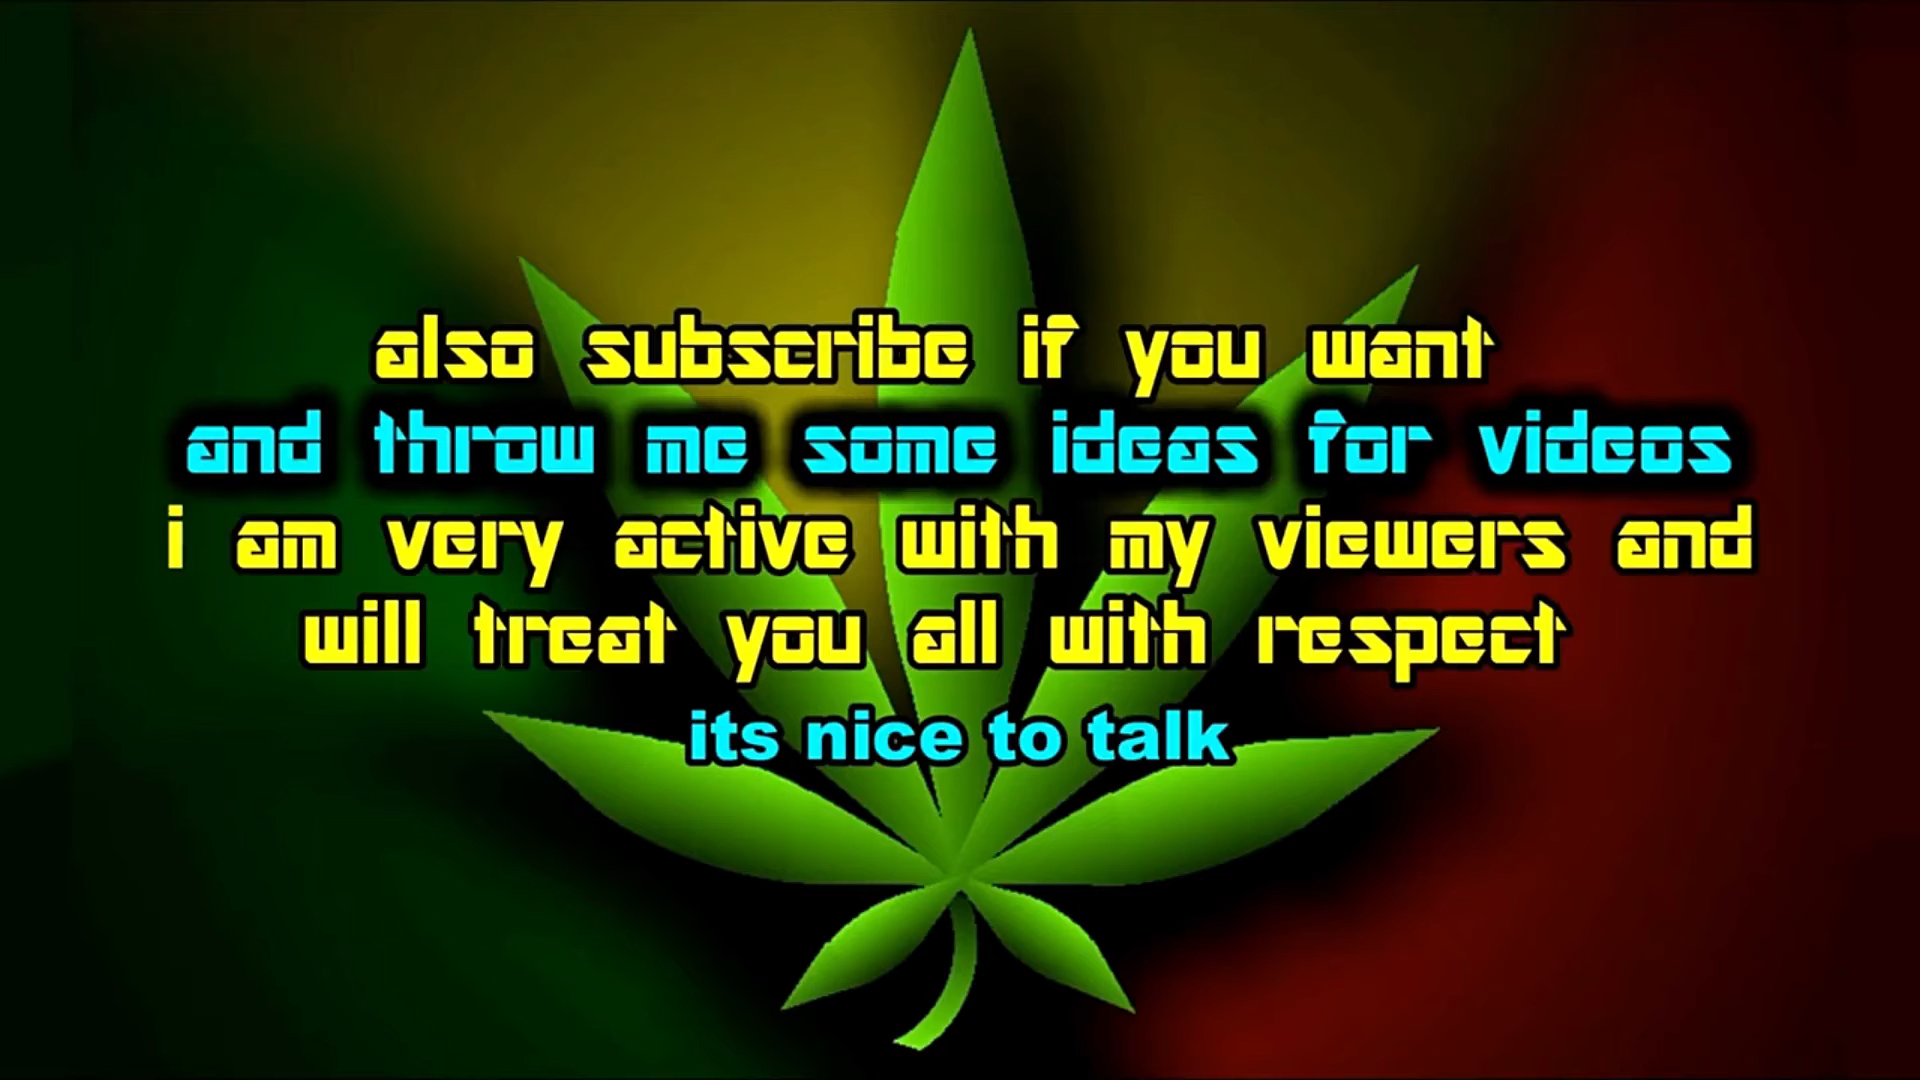 also subscribe if you want
and throw me some ideas for videos
i am very active with my viewers and
will treat you all with respect
its nice to talk